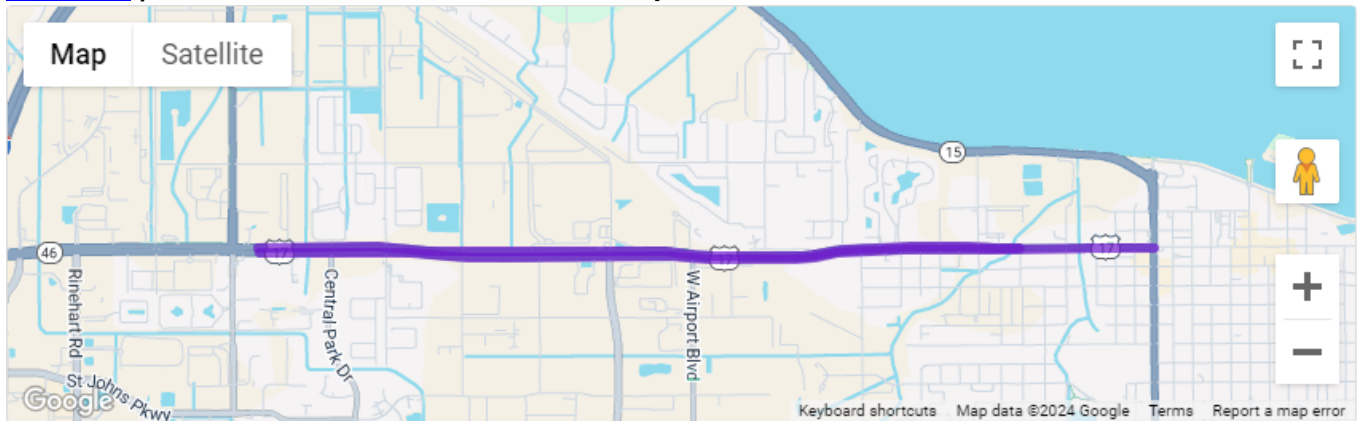 Map Satellite
15
46
17
17
17
Rinehart Rd
Central Park Dr
W Airport Blvd
St Johns Pkwy
Google
Keyboard shortcuts Map data ©2024 Google Terms Report a map error